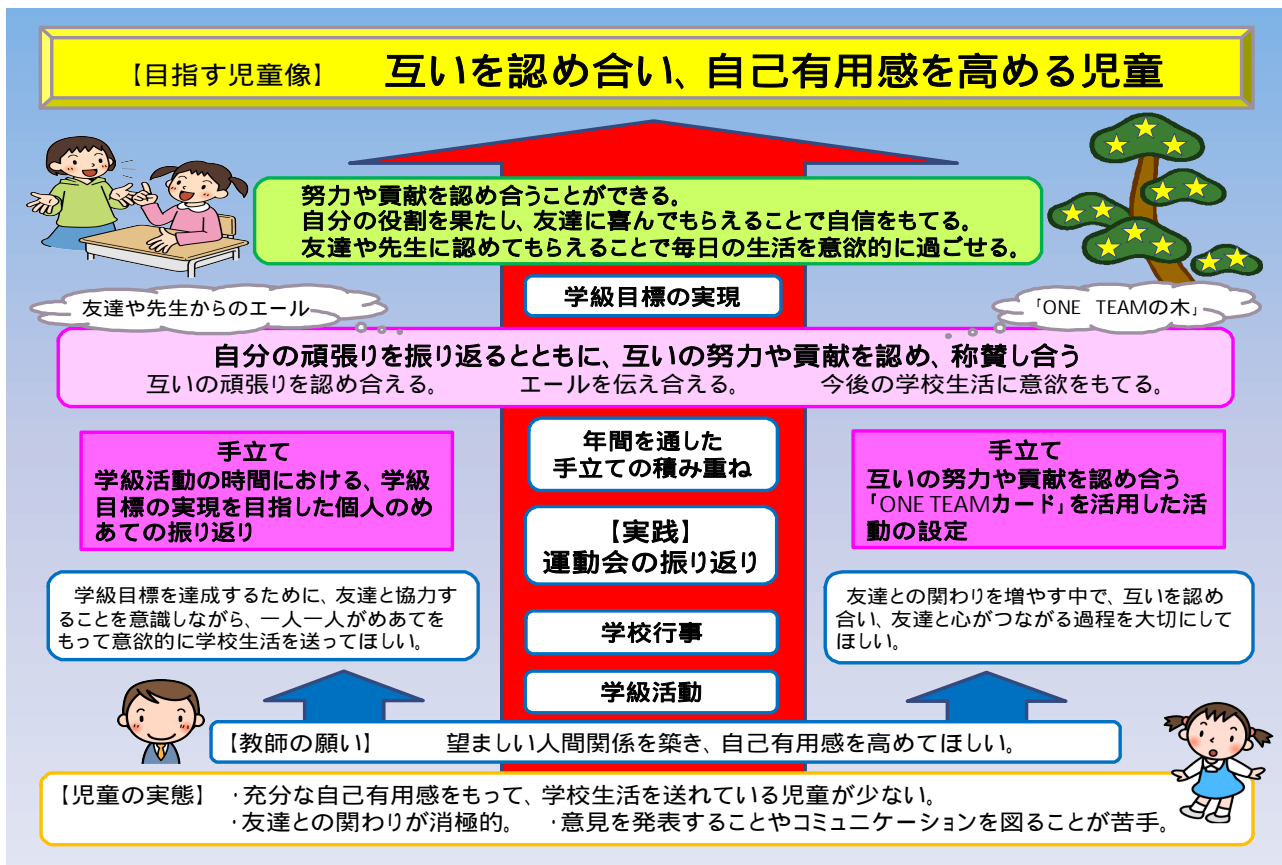 【目指す児童像】 互いを認め合い、自己有用感を高める児童
努力や貢献を認め合うことができる。
自分の役割を果たし、友達に喜んでもらえることで自信をもてる。
友達や先生に認めてもらえることで毎日の生活を意欲的に過ごせる。
学級目標の実現
友達や先生からのエール
「ONE TEAMの木」
自分の頑張りを振り返るとともに、互いの努力や貢献を認め、称賛し合う
互いの頑張りを認め合える。 エールを伝え合える。 今後の学校生活に意欲をもてる。
手立て
学級活動の時間における、学級
目標の実現を目指した個人のめ
あての振り返り
年間を通した
手立ての積み重ね
手立て
互いの努力や貢献を認め合う
「ONE TEAMカード」を活用した活
動の設定
【実践】
運動会の振り返り
学級目標を達成するために、友達と協力す
ることを意識しながら、一人一人がめあてを
もって意欲的に学校生活を送ってほしい。
友達との関わりを増やす中で、互いを認め
合い、友達と心がつながる過程を大切にして
ほしい。
学校行事
学級活動
【教師の願い】 望ましい人間関係を築き、自己有用感を高めてほしい。
【児童の実態】 ・充分な自己有用感をもって、学校生活を送れている児童が少ない。
・友達との関わりが消極的。 ・意見を発表することやコミュニケーションを図ることが苦手。